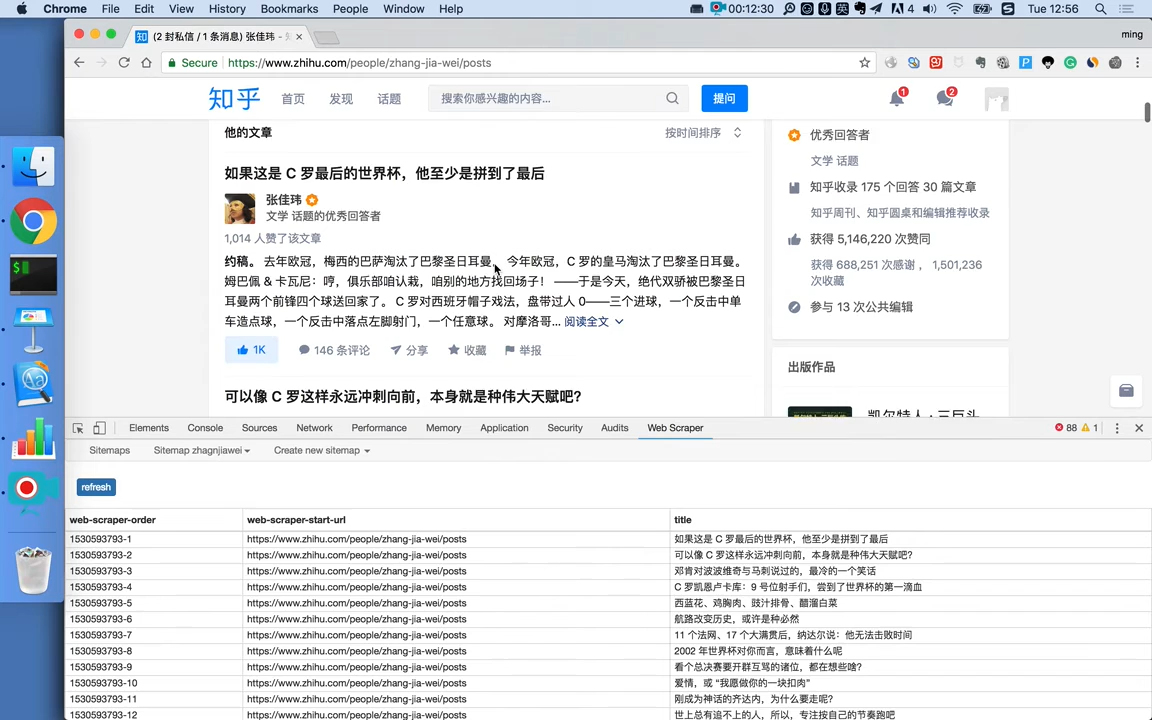 Chrome File Edit View History Bookmarks People Window Help 00:12:30 4 Tue 12:56
(2 封私信 / 1 条消息) 张佳玮 -
ming
Secure https://www.zhihu.com/people/zhang-jia-wei/posts
知乎 首页 发现 话题 搜索你感兴趣的内容... 提问 1 2
他的文章 按时间排序
如果这是 C 罗最后的世界杯，他至少是拼到了最后
张佳玮
文学 话题的优秀回答者
1,014 人赞了该文章
约稿。 去年欧冠，梅西的巴萨淘汰了巴黎圣日耳曼。 今年欧冠，C 罗的皇马淘汰了巴黎圣日耳曼。
姆巴佩 & 卡瓦尼：哼，俱乐部咱认栽，咱别的地方找回场子！ ——于是今天，绝代双骄被巴黎圣日
耳曼两个前锋四个球送回家了。 C 罗对西班牙帽子戏法，盘带过人 0——三个进球，一个反击中单
车造点球，一个反击中落点左脚射门，一个任意球。 对摩洛哥... 阅读全文
1K 146 条评论 分享 收藏 举报
可以像 C 罗这样永远冲刺向前，本身就是种伟大天赋吧?
优秀回答者
文学 话题
知乎收录 175 个回答 30 篇文章
知乎周刊、知乎圆桌和编辑推荐收录
获得 5,146,220 次赞同
获得 688,251 次感谢 ， 1,501,236
次收藏
参与 13 次公共编辑
出版作品
凯尔特人 · 三巨头
Elements Console Sources Network Performance Memory Application Security Audits Web Scraper 88 1
Sitemaps Sitemap zhagnjiawei Create new sitemap
refresh
web-scraper-order web-scraper-start-url title
1530593793-1 https://www.zhihu.com/people/zhang-jia-wei/posts 如果这是 C 罗最后的世界杯，他至少是拼到了最后
1530593793-2 https://www.zhihu.com/people/zhang-jia-wei/posts 可以像 C 罗这样永远冲刺向前，本身就是种伟大天赋吧?
1530593793-3 https://www.zhihu.com/people/zhang-jia-wei/posts 邓肯对波波维奇与马刺说过的，最冷的一个笑话
1530593793-4 https://www.zhihu.com/people/zhang-jia-wei/posts C 罗凯恩卢卡库：9 号位射手们，尝到了世界杯的第一滴血
1530593793-5 https://www.zhihu.com/people/zhang-jia-wei/posts 西蓝花、鸡胸肉、豉汁排骨、醋溜白菜
1530593793-6 https://www.zhihu.com/people/zhang-jia-wei/posts 航路改变历史，或许是种必然
1530593793-7 https://www.zhihu.com/people/zhang-jia-wei/posts 11 个法网、17 个大满贯后，纳达尔说：他无法击败时间
1530593793-8 https://www.zhihu.com/people/zhang-jia-wei/posts 2002 年世界杯对你而言，意味着什么呢
1530593793-9 https://www.zhihu.com/people/zhang-jia-wei/posts 看个总决赛要开群互骂的诸位，都在想些啥?
1530593793-10 https://www.zhihu.com/people/zhang-jia-wei/posts 爱情，或 “我愿做你的一块扣肉”
1530593793-11 https://www.zhihu.com/people/zhang-jia-wei/posts 刚成为神话的齐达内，为什么要走呢?
1530593793-12 https://www.zhihu.com/people/zhang-jia-wei/posts 世上总有追不上的人，所以，专注按自己的节奏跑吧